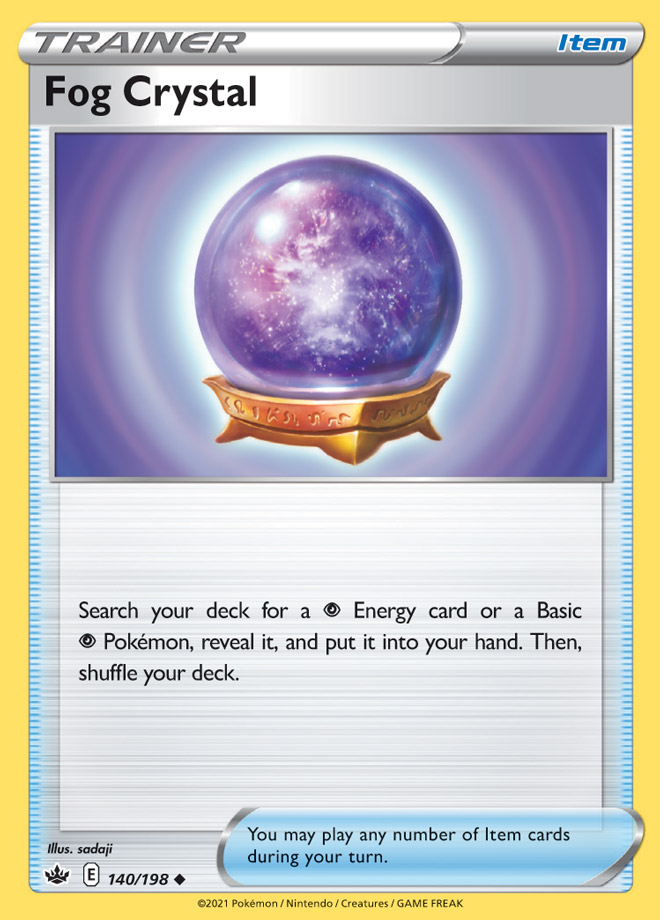 TRAINER
Item
Fog Crystal
Search your deck for a Energy card or a Basic
Pokémon, reveal it, and put it into your hand. Then,
shuffle your deck.
You may play any number of Item cards
during your turn.
Illus. sadaji
E 140/198
©2021 Pokémon / Nintendo / Creatures / GAME FREAK